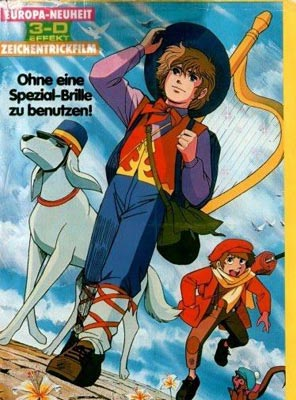 EUROPA-NEUHEIT
3-D
EFFEKT
ZEICHENTRICKFILM
Ohne eine
Spezial-Brille
zu benutzen!